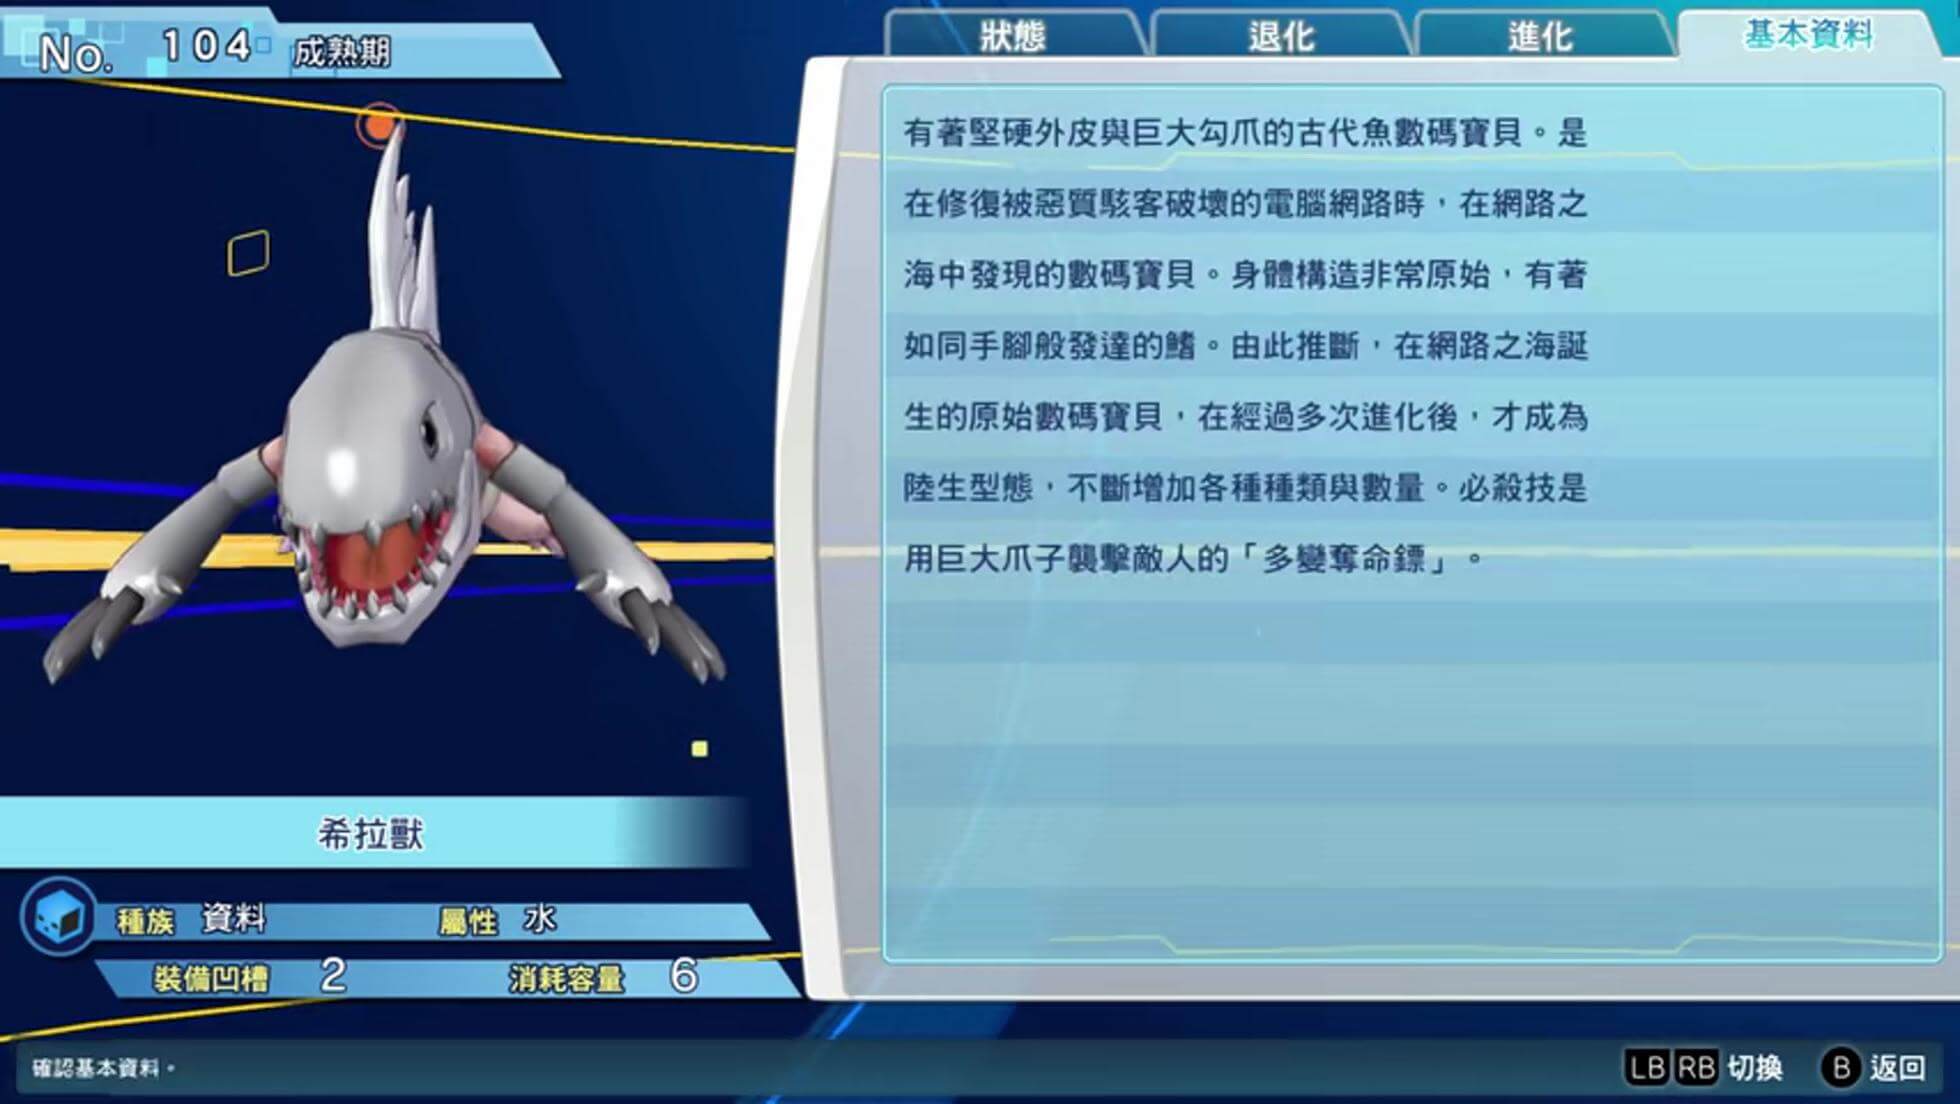 No. 104 成熟期
狀態 退化 進化 基本資料
有著堅硬外皮與巨大勾爪的古代魚數碼寶貝。是
在修復被惡質駭客破壞的電腦網路時，在網路之
海中發現的數碼寶貝。身體構造非常原始，有著
如同手腳般發達的鰭。由此推斷，在網路之海誕
生的原始數碼寶貝，在經過多次進化後，才成為
陸生型態，不斷增加各種種類與數量。必殺技是
用巨大爪子襲擊敵人的「多變奪命鏢」。
希拉獸
種族 資料 屬性 水
裝備凹槽 2 消耗容量 6
確認基本資料。
LB RB 切換 B 返回